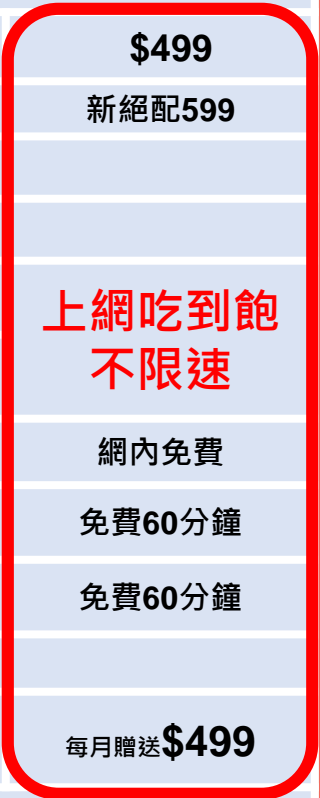 $499
新絕配599
上網吃到飽
不限速
網內免費
免費60分鐘
免費60分鐘
每月贈送$499